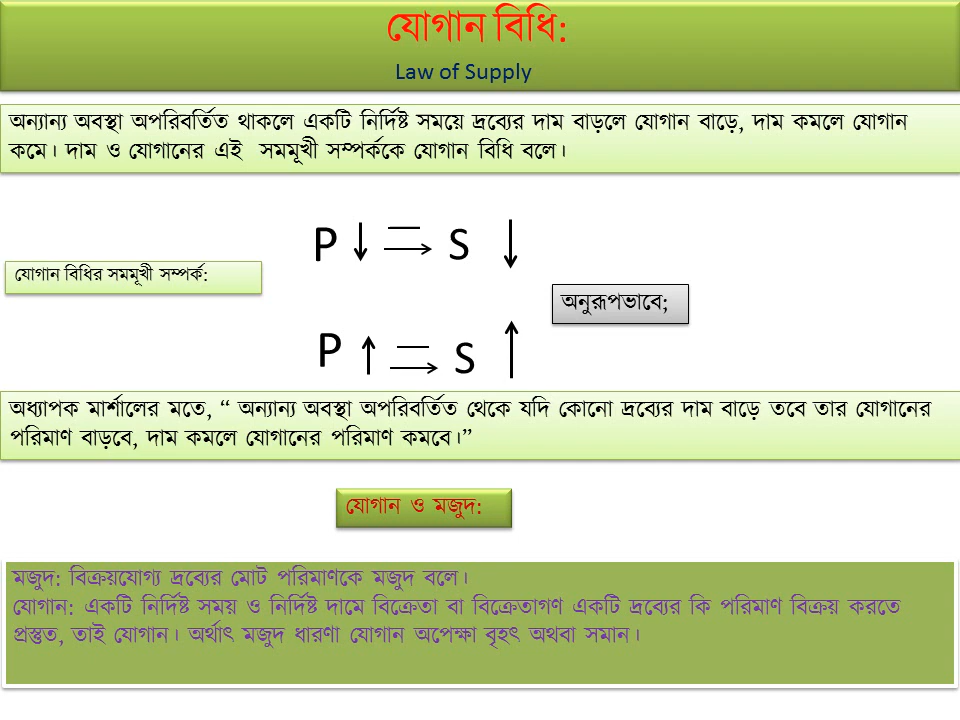 যোগান বিধি:
Law of Supply
অন্যান্য অবস্থা অপরিবর্তিত থাকলে একটি নির্দিষ্ট সময়ে দ্রব্যের দাম বাড়লে যোগান বাড়ে, দাম কমলে যোগান
কমে। দাম ও যোগানের এই সমমূখী সম্পর্ককে যোগান বিধি বলে।
P ↓ → S ↓
যোগান বিধির সমমূখী সম্পর্ক:
অনুরূপভাবে;
P ↑ → S ↑
অধ্যাপক মার্শালের মতে, “ অন্যান্য অবস্থা অপরিবর্তিত থেকে যদি কোনো দ্রব্যের দাম বাড়ে তবে তার যোগানের
পরিমাণ বাড়বে, দাম কমলে যোগানের পরিমাণ কমবে।”
যোগান ও মজুদ:
মজুদ: বিক্রয়যোগ্য দ্রব্যের মোট পরিমাণকে মজুদ বলে।
যোগান: একটি নির্দিষ্ট সময় ও নির্দিষ্ট দামে বিক্রেতা বা বিক্রেতাগণ একটি দ্রব্যের কি পরিমাণ বিক্রয় করতে
প্রস্তুত, তাই যোগান। অর্থাৎ মজুদ ধারণা যোগান অপেক্ষা বৃহৎ অথবা সমান।